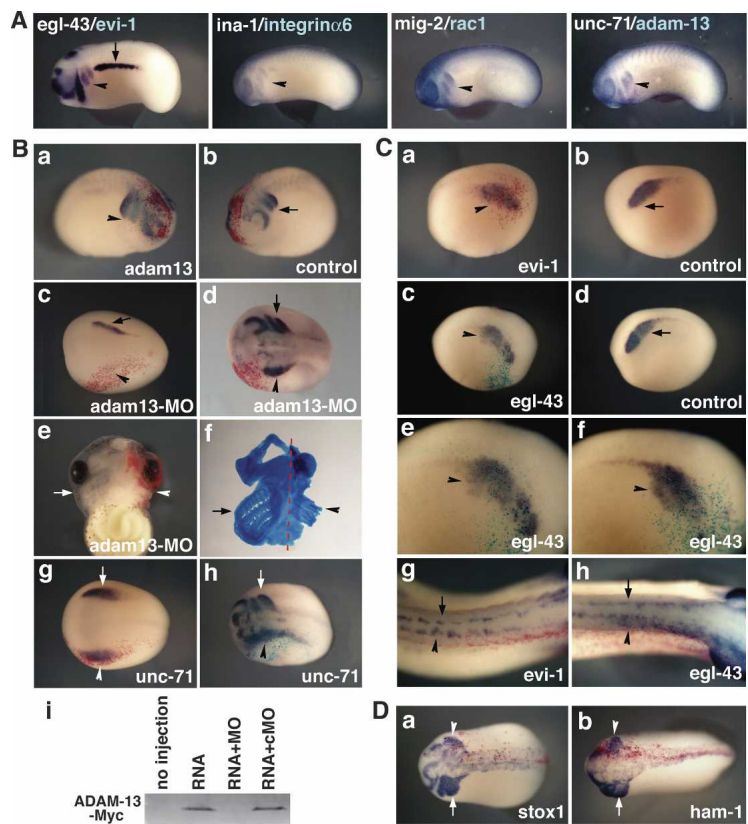 A
egl-43/evi-1
ina-1/integrinα6
mig-2/rac1
unc-71/adam-13
B
a
adam13
b
control
c
adam13-MO
d
adam13-MO
e
adam13-MO
f
g
unc-71
h
unc-71
i
no injection
RNA
RNA+MO
RNA+cMO
ADAM-13
-Myc
C
a
evi-1
b
control
c
egl-43
d
control
e
egl-43
f
egl-43
g
evi-1
h
egl-43
D
a
stox1
b
ham-1